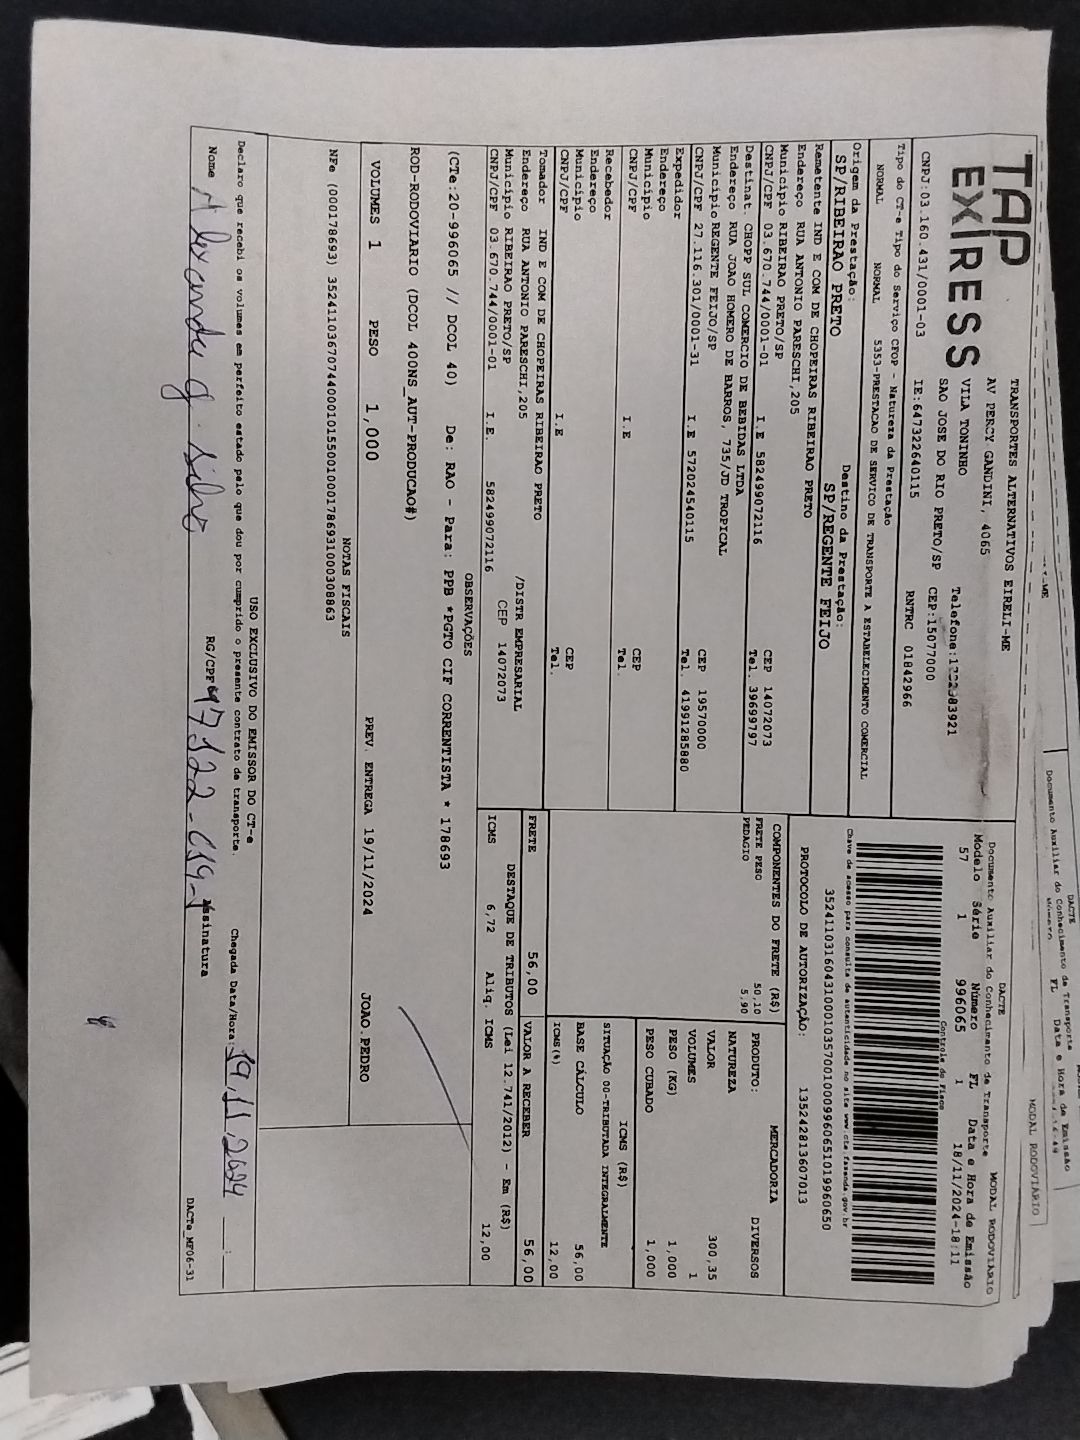 TAP
EXPRESS
TRANSPORTES ALTERNATIVOS EIRELI-ME
AV PERCY GANDINI, 4065
VILA TONINHO
SAO JOSE DO RIO PRETO/SP CEP:15077000
CNPJ:03.160.431/0001-03 IE:647322640115 RNTRC 01842966
Tipo do CT-e Tipo do Serviço CFOP - Natureza da Prestação
NORMAL NORMAL 5353-PRESTACAO DE SERVICO DE TRANSPORTE A ESTABELECIMENTO COMERCIAL
Origem da Prestação: Destino da Prestação:
SP/RIBEIRAO PRETO SP/REGENTE FEIJO
Remetente IND E COM DE CHOPEIRAS RIBEIRAO PRETO
Endereço RUA ANTONIO PARESCHI,205
Município RIBEIRAO PRETO/SP CEP 14072073
CNPJ/CPF 03.670.744/0001-01 I.E 582499072116 Tel. 39699797
Destinat. CHOPP SUL COMERCIO DE BEBIDAS LTDA
Endereço RUA JOAO HOMERO DE BARROS, 735/JD TROPICAL
Município REGENTE FEIJO/SP CEP 19570000
CNPJ/CPF 27.116.301/0001-31 I.E 572024540115 Tel. 41991285880
Expedidor
Endereço
Município CEP
CNPJ/CPF I.E Tel.
Recebedor
Endereço
Município CEP
CNPJ/CPF I.E Tel.
Tomador IND E COM DE CHOPEIRAS RIBEIRAO PRETO
Endereço RUA ANTONIO PARESCHI,205 /DISTR EMPRESARIAL
Município RIBEIRAO PRETO/SP CEP 14072073
CNPJ/CPF 03.670.744/0001-01 I.E. 582499072116
DACTE
Documento Auxiliar do Conhecimento de Transporte MODAL RODOVIÁRIO
Modelo Série Número FL Data e Hora de Emissão
57 1 996065 1 18/11/2024-18:11
Controle do Fisco
35241103160431000103570010009960651019960650
Chave de acesso para consulta de autenticidade no site www.cte.fazenda.gov.br
PROTOCOLO DE AUTORIZAÇÃO: 135242813607013
COMPONENTES DO FRETE (R$)
FRETE PESO 50,10
PEDAGIO 5,90
MERCADORIA
PRODUTO: DIVERSOS
NATUREZA
VALOR 300,35
VOLUMES 1
PESO (KG) 1,000
PESO CUBADO 1,000
ICMS (R$)
SITUAÇÃO 00-TRIBUTADA INTEGRALMENTE
BASE CÁLCULO 56,00
ICMS(%) 12,00
FRETE 56,00 VALOR A RECEBER 56,00
DESTAQUE DE TRIBUTOS (Lei 12.741/2012) - Em (R$)
ICMS 6,72 Aliq. ICMS 12,00
OBSERVAÇÕES
(CTe:20-996065 // DCOL 40) De: RAO - Para: PPB *PGTO CIF CORRENTISTA * 178693
ROD-RODOVIARIO (DCOL 400NS_AUT-PRODUCAO#)
VOLUMES 1 PESO 1,000 PREV. ENTREGA 19/11/2024 JOAO.PEDRO
NOTAS FISCAIS
NFe (000178693) 35241103670744000101550010001786931000308863
USO EXCLUSIVO DO EMISSOR DO CT-e
Declaro que recebi os volumes em perfeito estado pelo que dou por cumprido o presente contrato de transporte. Chegada Data/Hora: 19,11,2024 __:__
Nome RG/CPF Assinatura
DACTe_MF06-31